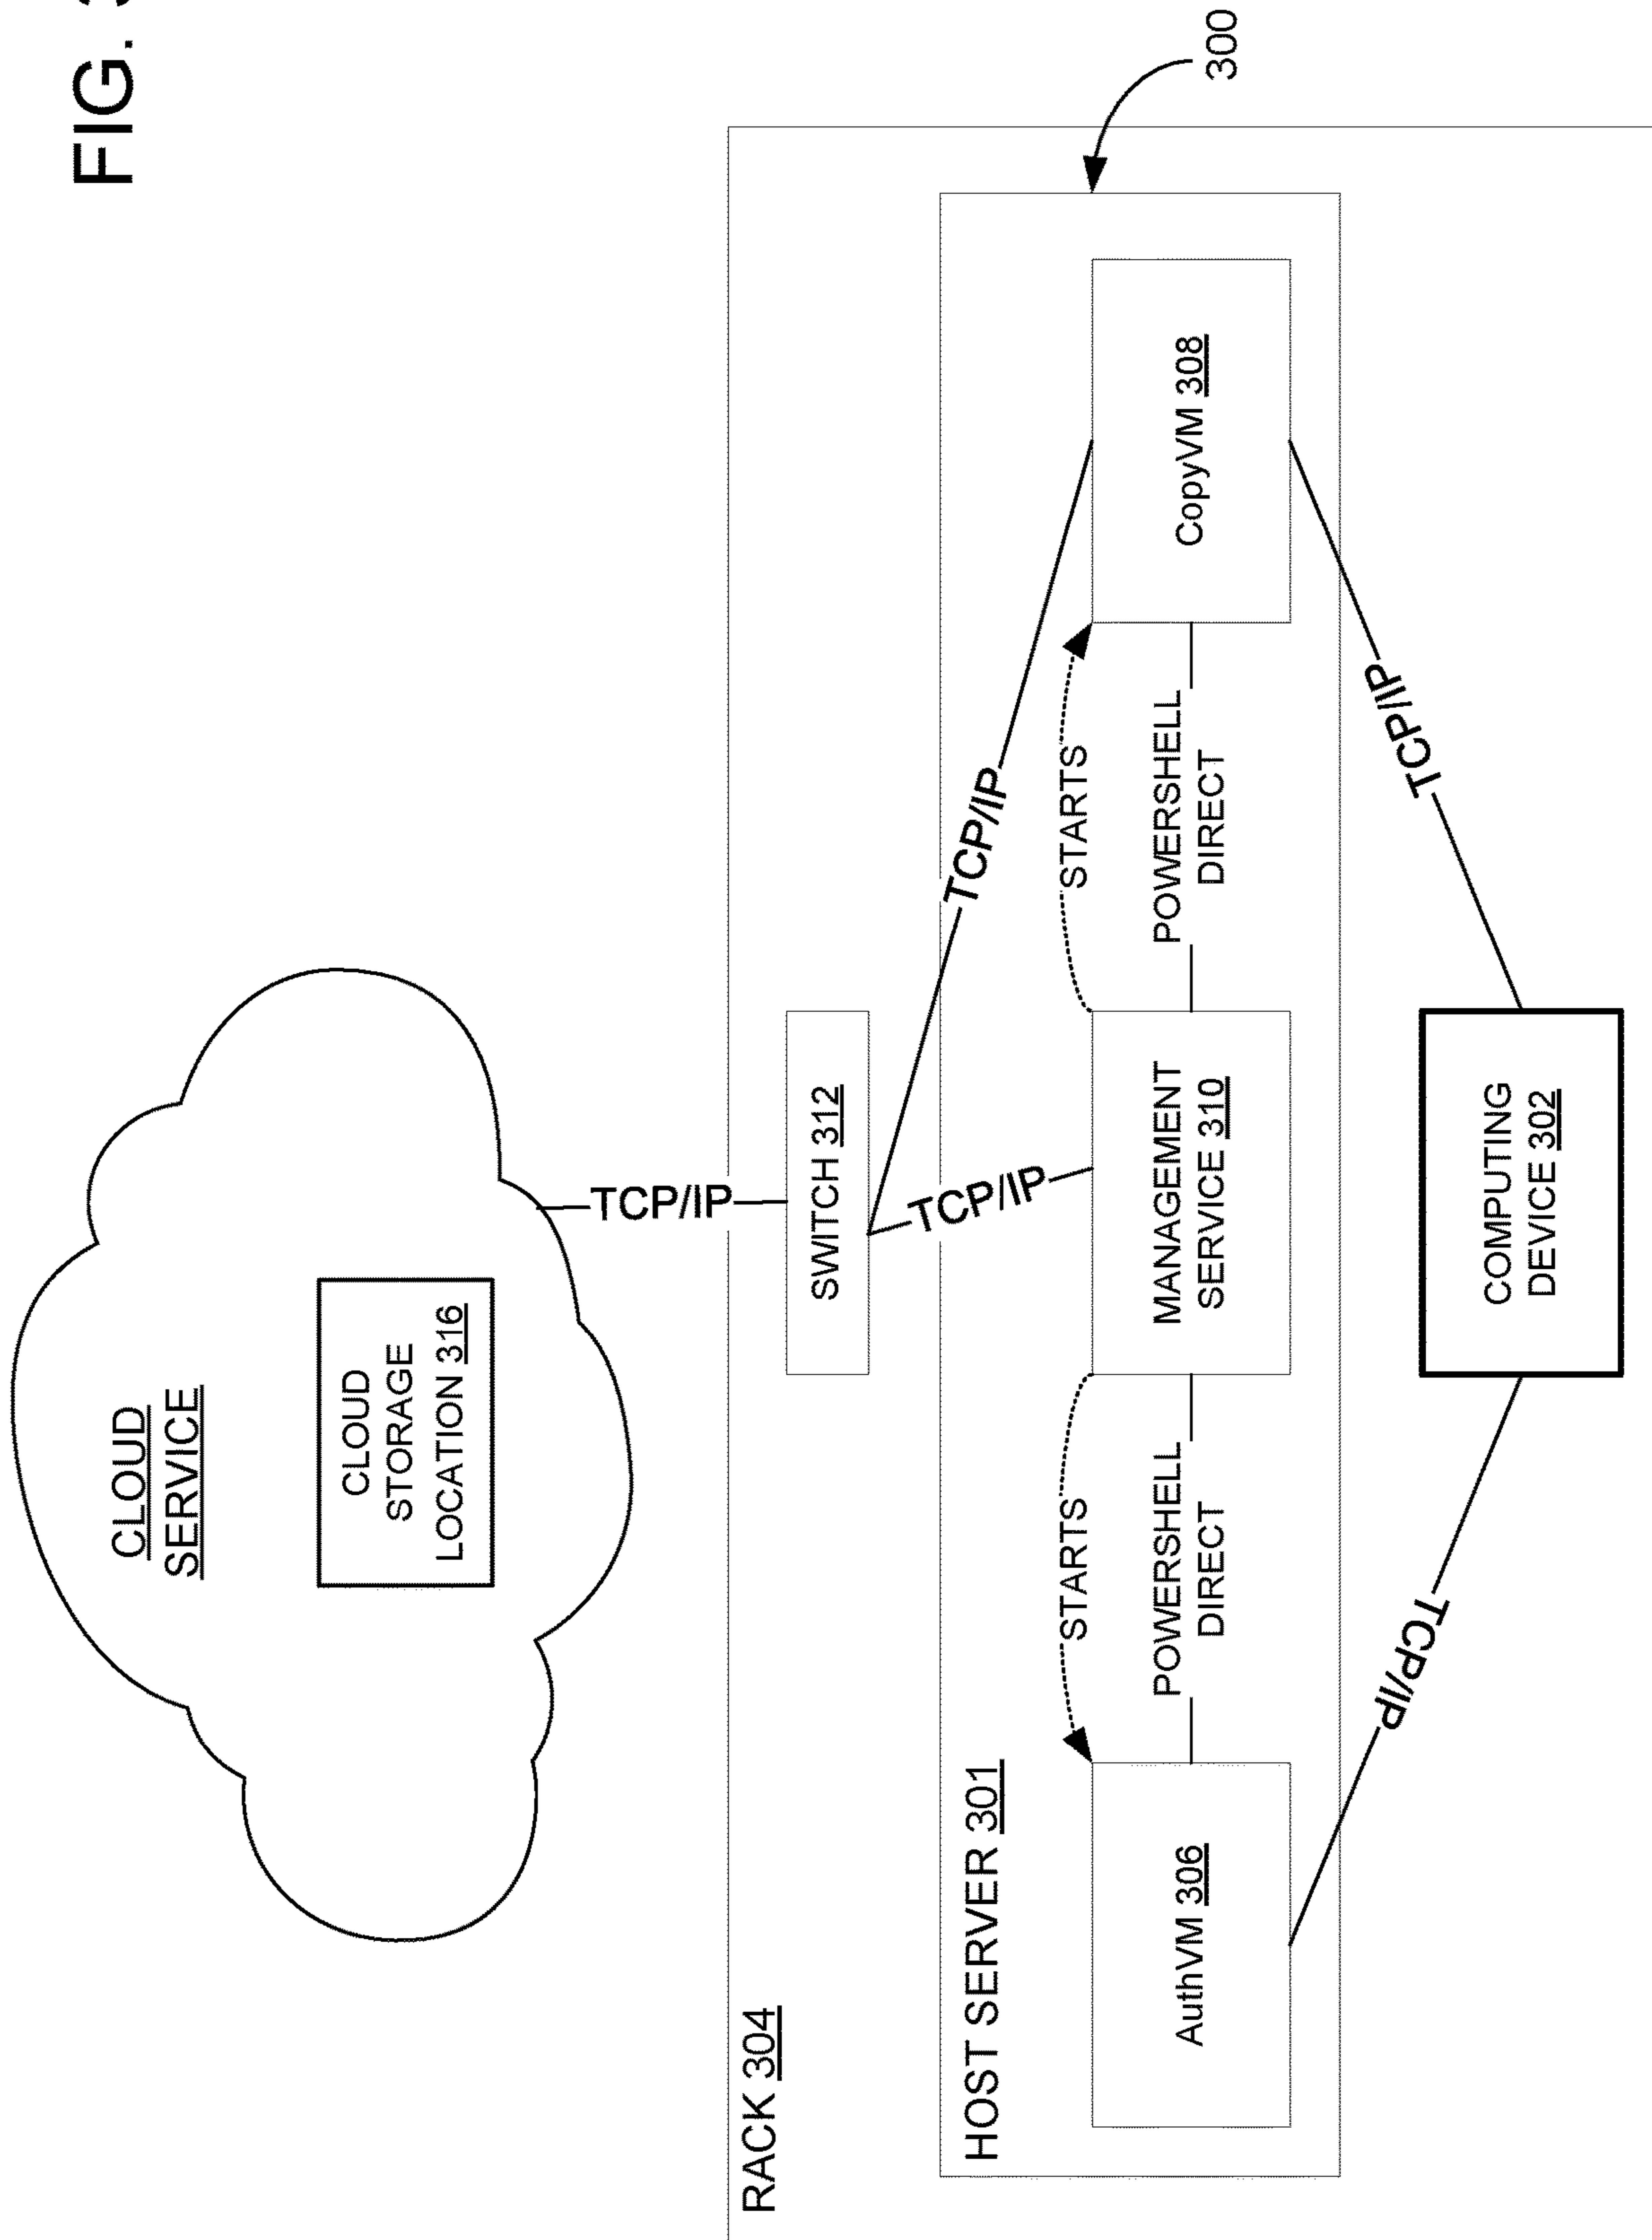 FIG.
CLOUD
SERVICE
CLOUD
STORAGE
LOCATION 316
TCP/IP
RACK 304
SWITCH 312
TCP/IP
TCP/IP
HOST SERVER 301
300
STARTS
STARTS
AuthVM 306
POWERSHELL
DIRECT
MANAGEMENT
SERVICE 310
POWERSHELL
DIRECT
CopyVM 308
TCP/IP
TCP/IP
COMPUTING
DEVICE 302